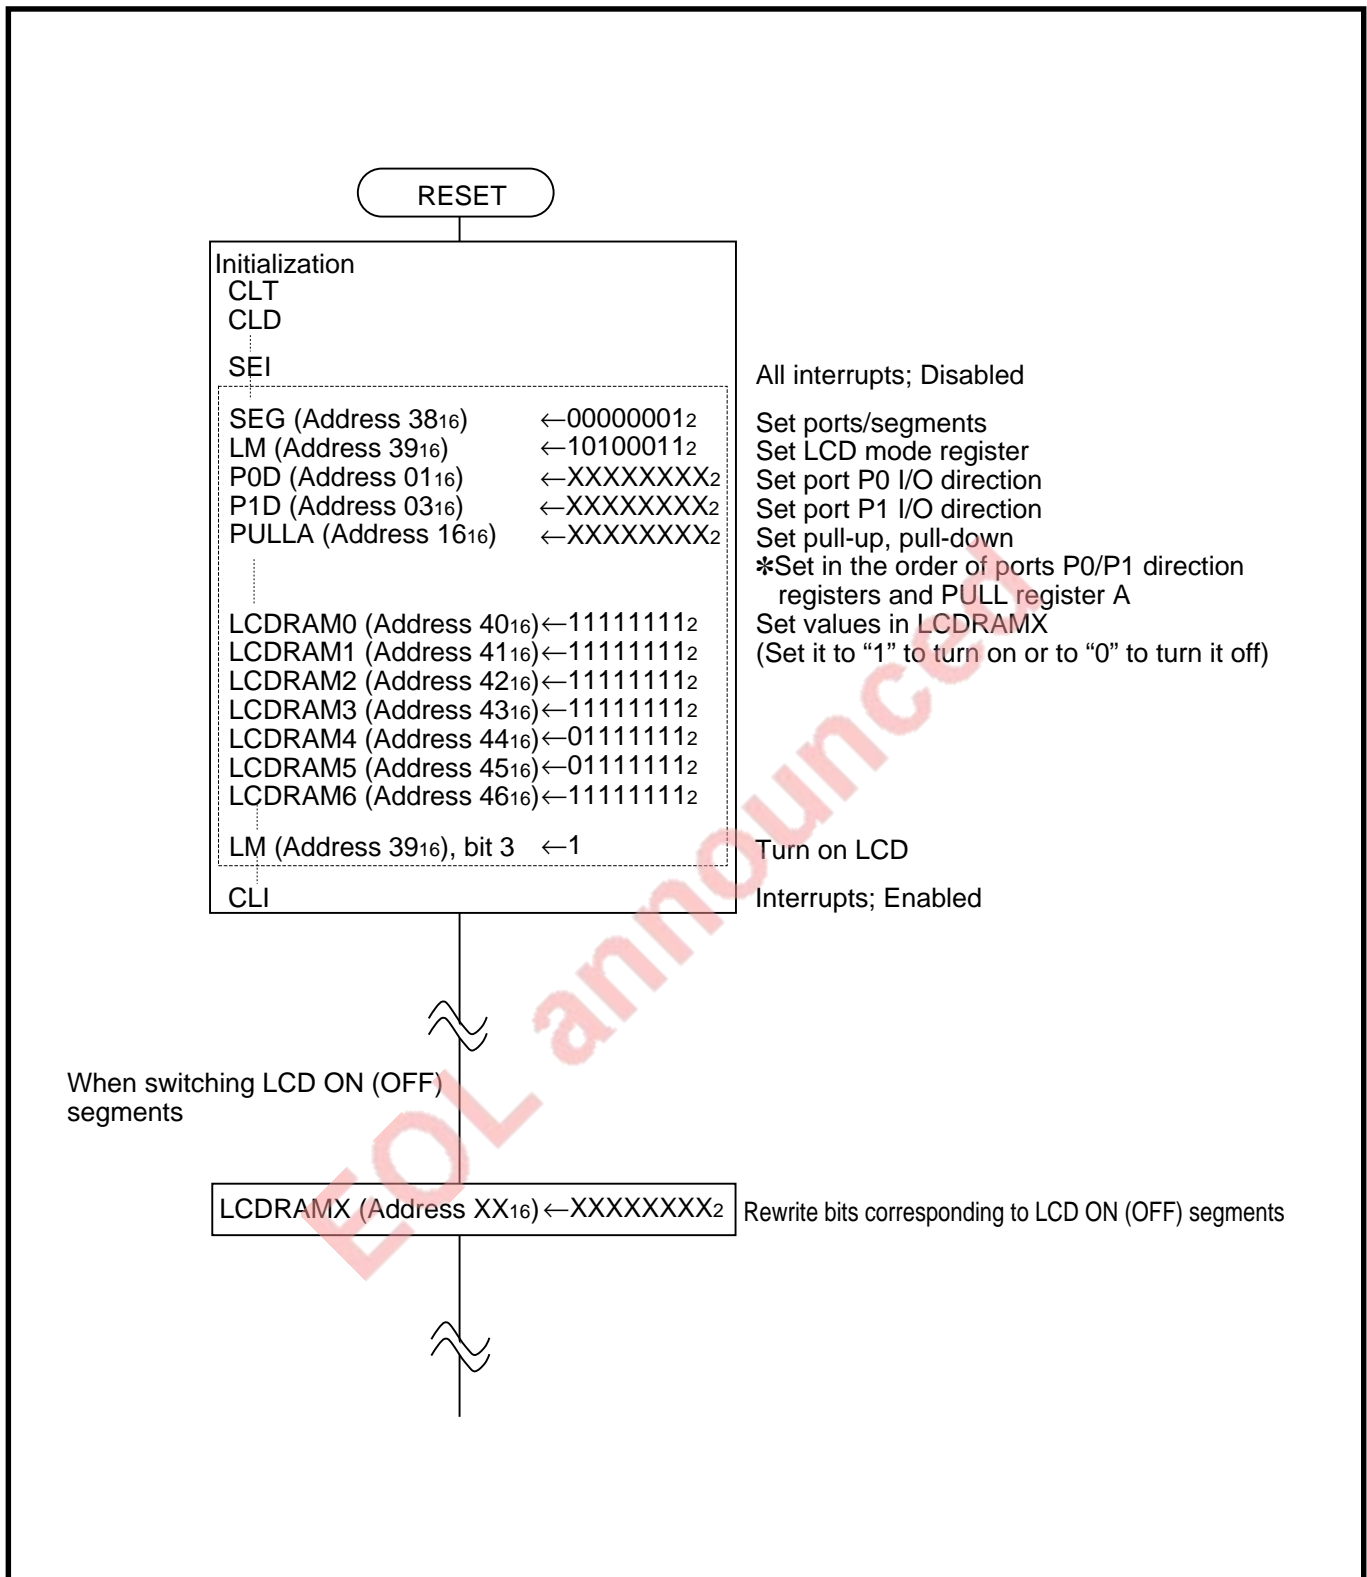 RESET
Initialization
CLT
CLD
SEI
All interrupts; Disabled
SEG (Address 3816) ←000000012 Set ports/segments
LM (Address 3916) ←101000112 Set LCD mode register
P0D (Address 0116) ←XXXXXXXX2 Set port P0 I/O direction
P1D (Address 0316) ←XXXXXXXX2 Set port P1 I/O direction
PULLA (Address 1616) ←XXXXXXXX2 Set pull-up, pull-down
✽Set in the order of ports P0/P1 direction
registers and PULL register A
LCDRAM0 (Address 4016)←111111112 Set values in LCDRAMX
LCDRAM1 (Address 4116)←111111112 (Set it to “1” to turn on or to “0” to turn it off)
LCDRAM2 (Address 4216)←111111112
LCDRAM3 (Address 4316)←111111112
LCDRAM4 (Address 4416)←011111112
LCDRAM5 (Address 4516)←011111112
LCDRAM6 (Address 4616)←111111112
LM (Address 3916), bit 3 ←1 Turn on LCD
CLI Interrupts; Enabled
When switching LCD ON (OFF)
segments
LCDRAMX (Address XX16)←XXXXXXXX2 Rewrite bits corresponding to LCD ON (OFF) segments
EOL announced